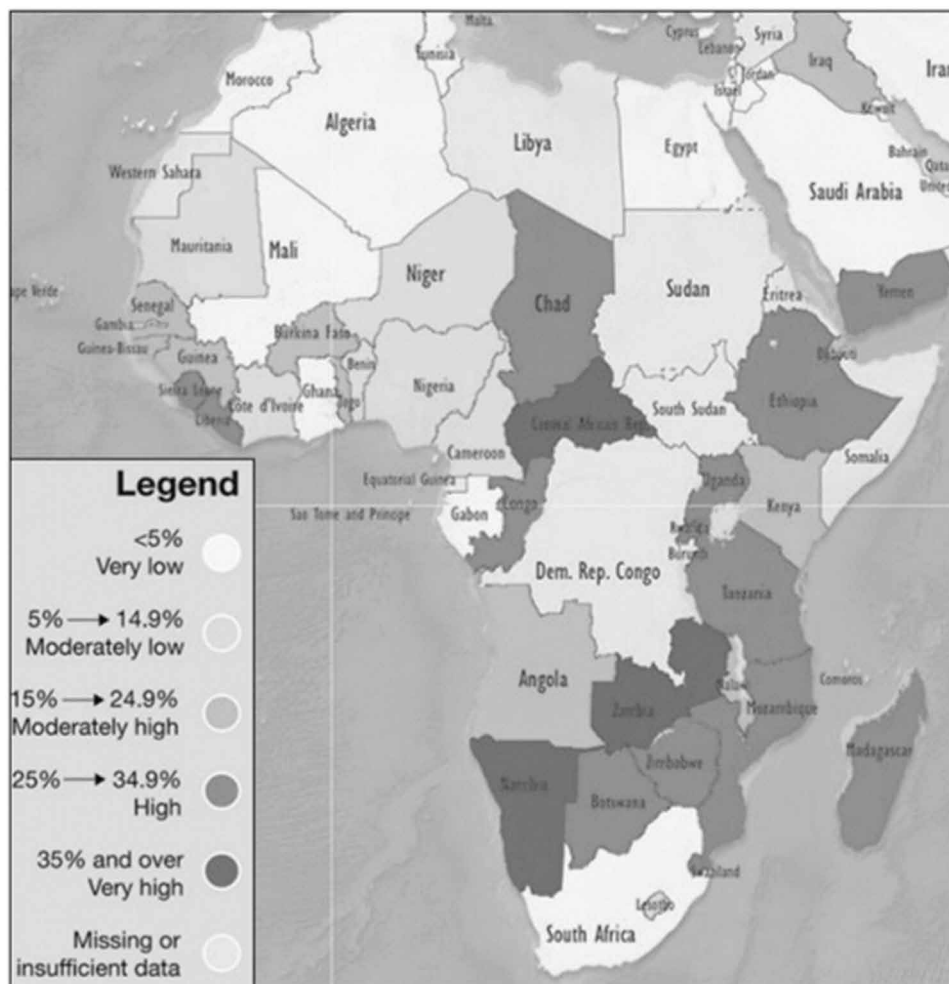 Malta
Cyprus
Syria
Lebanon
Iraq
Iran
Tunisia
Morocco
Jordan
Israel
Kuwait
Algeria
Libya
Egypt
Bahrain
Western Sahara
Saudi Arabia
Mauritania
Mali
Niger
Chad
Sudan
Eritrea
Yemen
Senegal
Gambia
Burkina Faso
Guinea-Bissau
Guinea
Benin
Djibouti
Sierra Leone
Ghana
Togo
Nigeria
Ethiopia
Liberia
Côte d'Ivoire
Central African Rep.
South Sudan
Cameroon
Somalia
Equatorial Guinea
Uganda
Sao Tome and Principe
Gabon
Congo
Kenya
Rwanda
Burundi
Dem. Rep. Congo
Tanzania
Angola
Comoros
Zambia
Mozambique
Madagascar
Zimbabwe
Namibia
Botswana
Swaziland
Lesotho
South Africa
Legend
<5%
Very low
5% → 14.9%
Moderately low
15% → 24.9%
Moderately high
25% → 34.9%
High
35% and over
Very high
Missing or
insufficient data